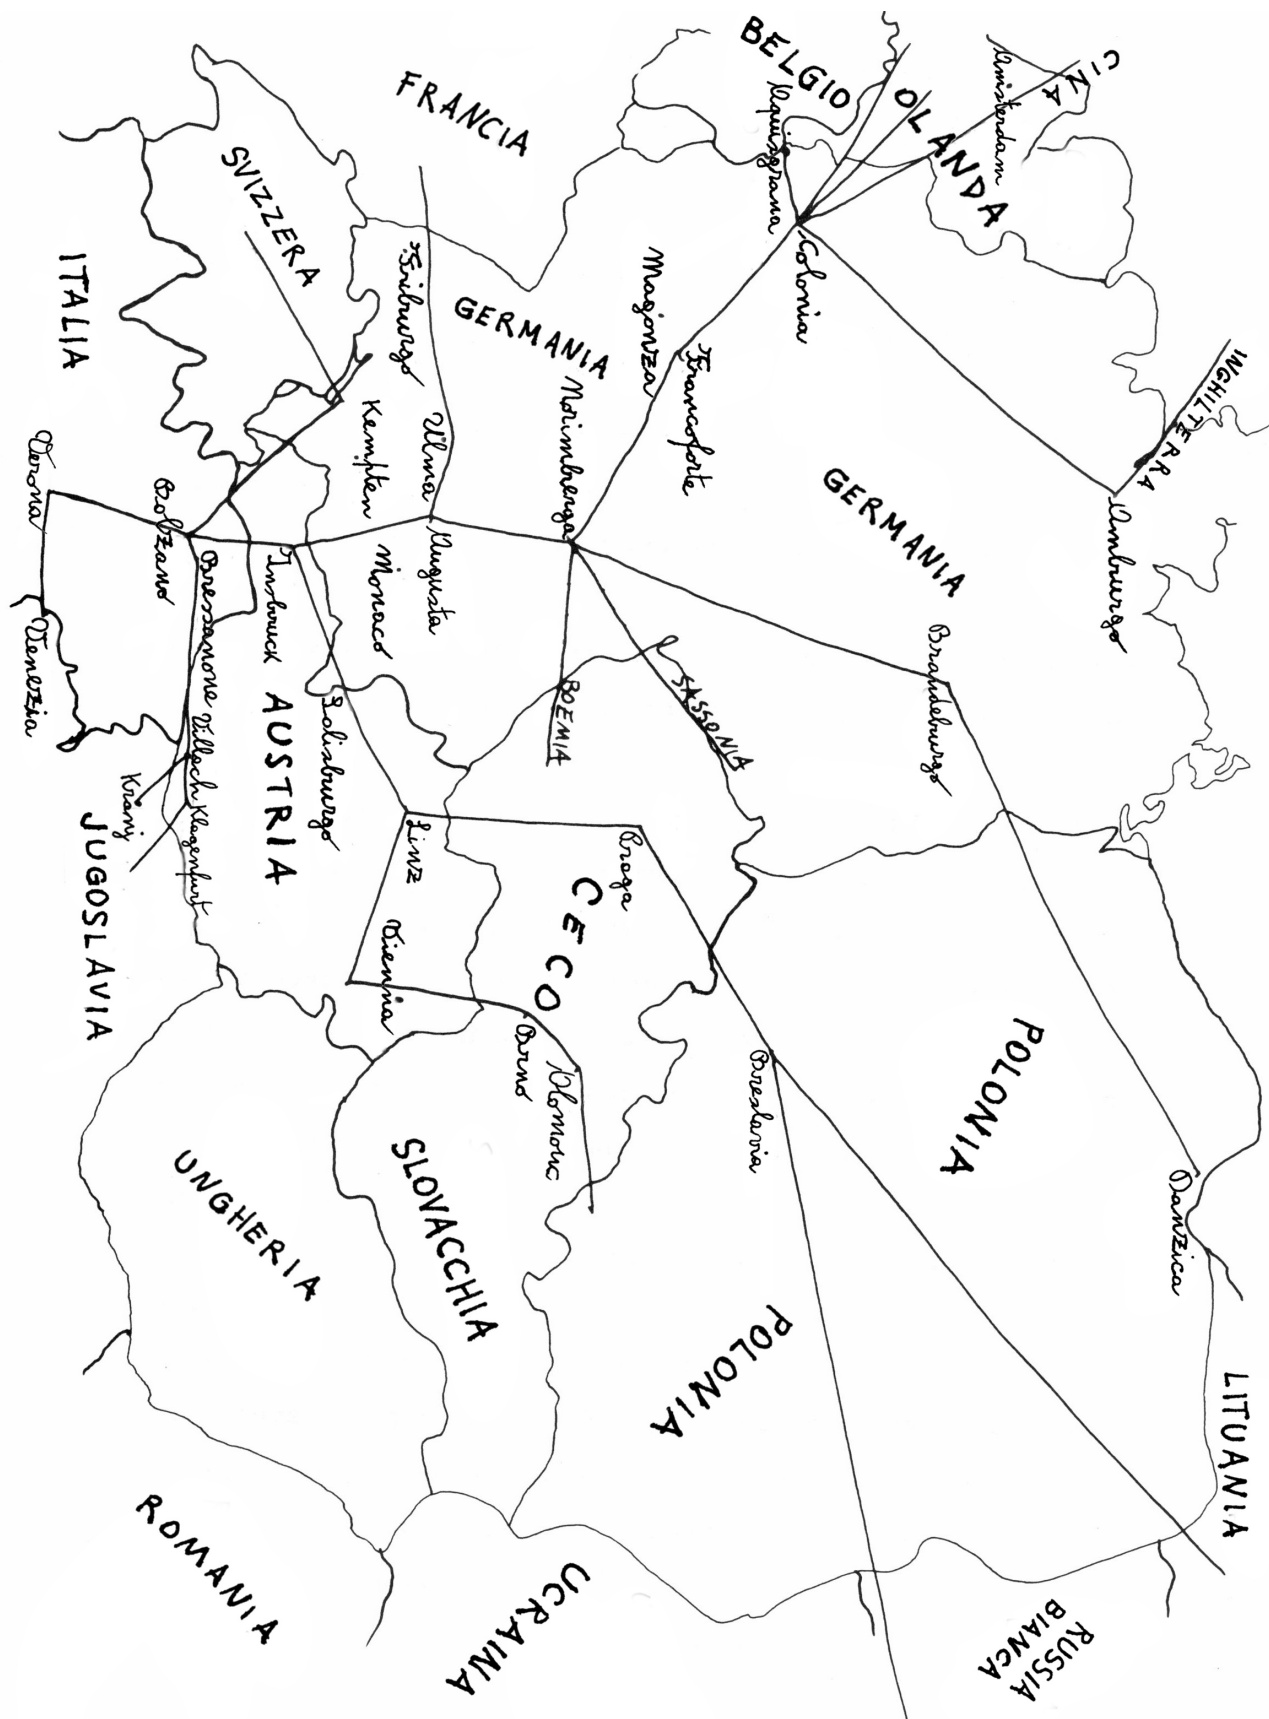 INGHILTERRA
LITUANIA
Amburgo
Danzica
CINA
RUSSIA
BIANCA
Amsterdam
OLANDA
POLONIA
Brandeburgo
GERMANIA
BELGIO
Colonia
Aquisgrana
SASSONIA
Breslavia
POLONIA
Francoforte
Magonza
Praga
Norimberga
BOEMIA
CECO
Olomouc
Brno
UCRAINA
GERMANIA
FRANCIA
SLOVACCHIA
Augusta
Ulma
Linz
Friburgo
Vienna
Monaco
Kempten
Salisburgo
AUSTRIA
Insbruck
SVIZZERA
UNGHERIA
Bressanone Villach Klagenfurt
ROMANIA
Bolzano
Kranj
JUGOSLAVIA
ITALIA
Verona
Venezia